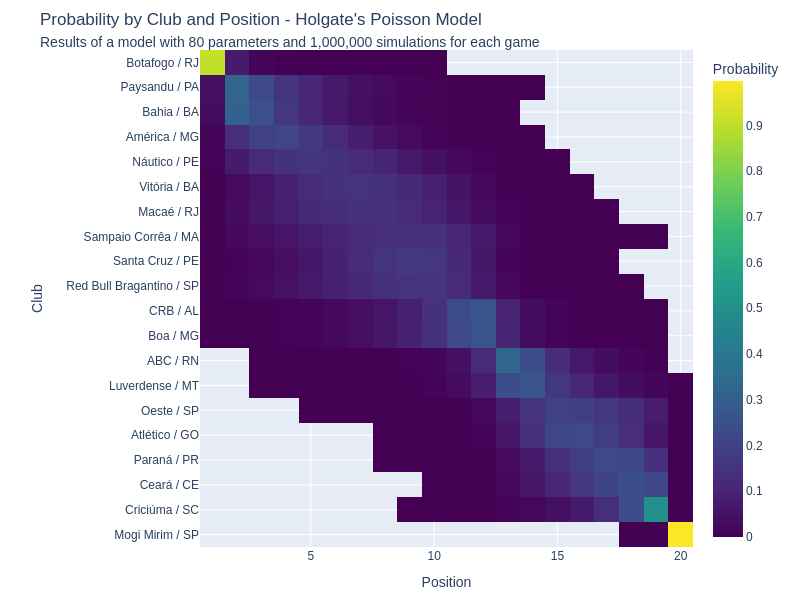 Probability by Club and Position - Holgate's Poisson Model
Results of a model with 80 parameters and 1,000,000 simulations for each game
Probability
Club
Botafogo / RJ
Paysandu / PA
Bahia / BA
América / MG
Náutico / PE
Vitória / BA
Macaé / RJ
Sampaio Corrêa / MA
Santa Cruz / PE
Red Bull Bragantino / SP
CRB / AL
Boa / MG
ABC / RN
Luverdense / MT
Oeste / SP
Atlético / GO
Paraná / PR
Ceará / CE
Criciúma / SC
Mogi Mirim / SP
0.9
0.8
0.7
0.6
0.5
0.4
0.3
0.2
0.1
0
5 10 15 20
Position